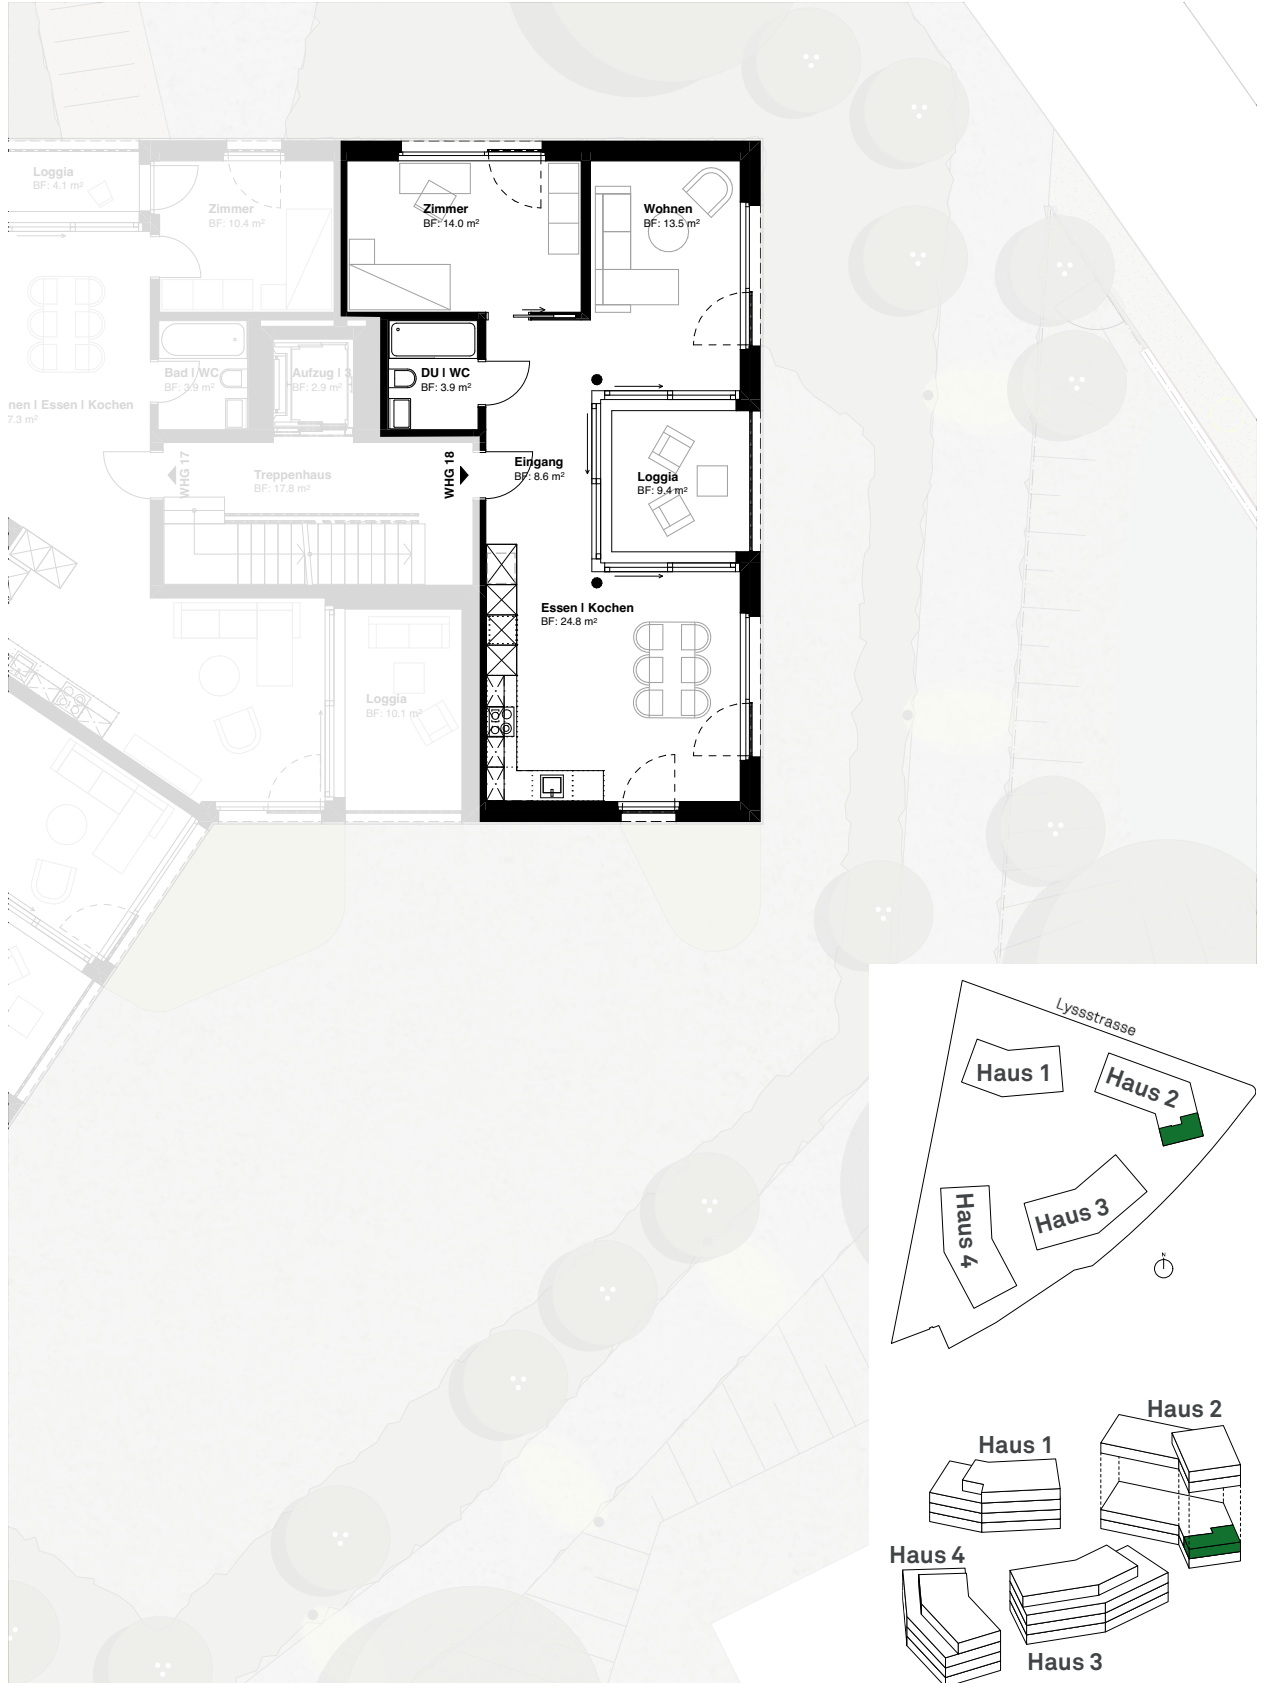 Loggia
BF: 4.1 m²
Zimmer
BF: 10.4 m²
Zimmer
BF: 14.0 m²
Wohnen
BF: 13.5 m²
Bad | WC
BF: 3.9 m²
Aufzug | 3
BF: 2.9 m²
DU | WC
BF: 3.9 m²
nen | Essen | Kochen
7.3 m²
WHG 17
Treppenhaus
BF: 17.8 m²
WHG 18
Eingang
BF: 8.6 m²
Loggia
BF: 9.4 m²
Essen | Kochen
BF: 24.8 m²
Loggia
BF: 10.1 m²
Lyssstrasse
Haus 1
Haus 2
Haus 3
Haus 4
N
Haus 2
Haus 1
Haus 4
Haus 3